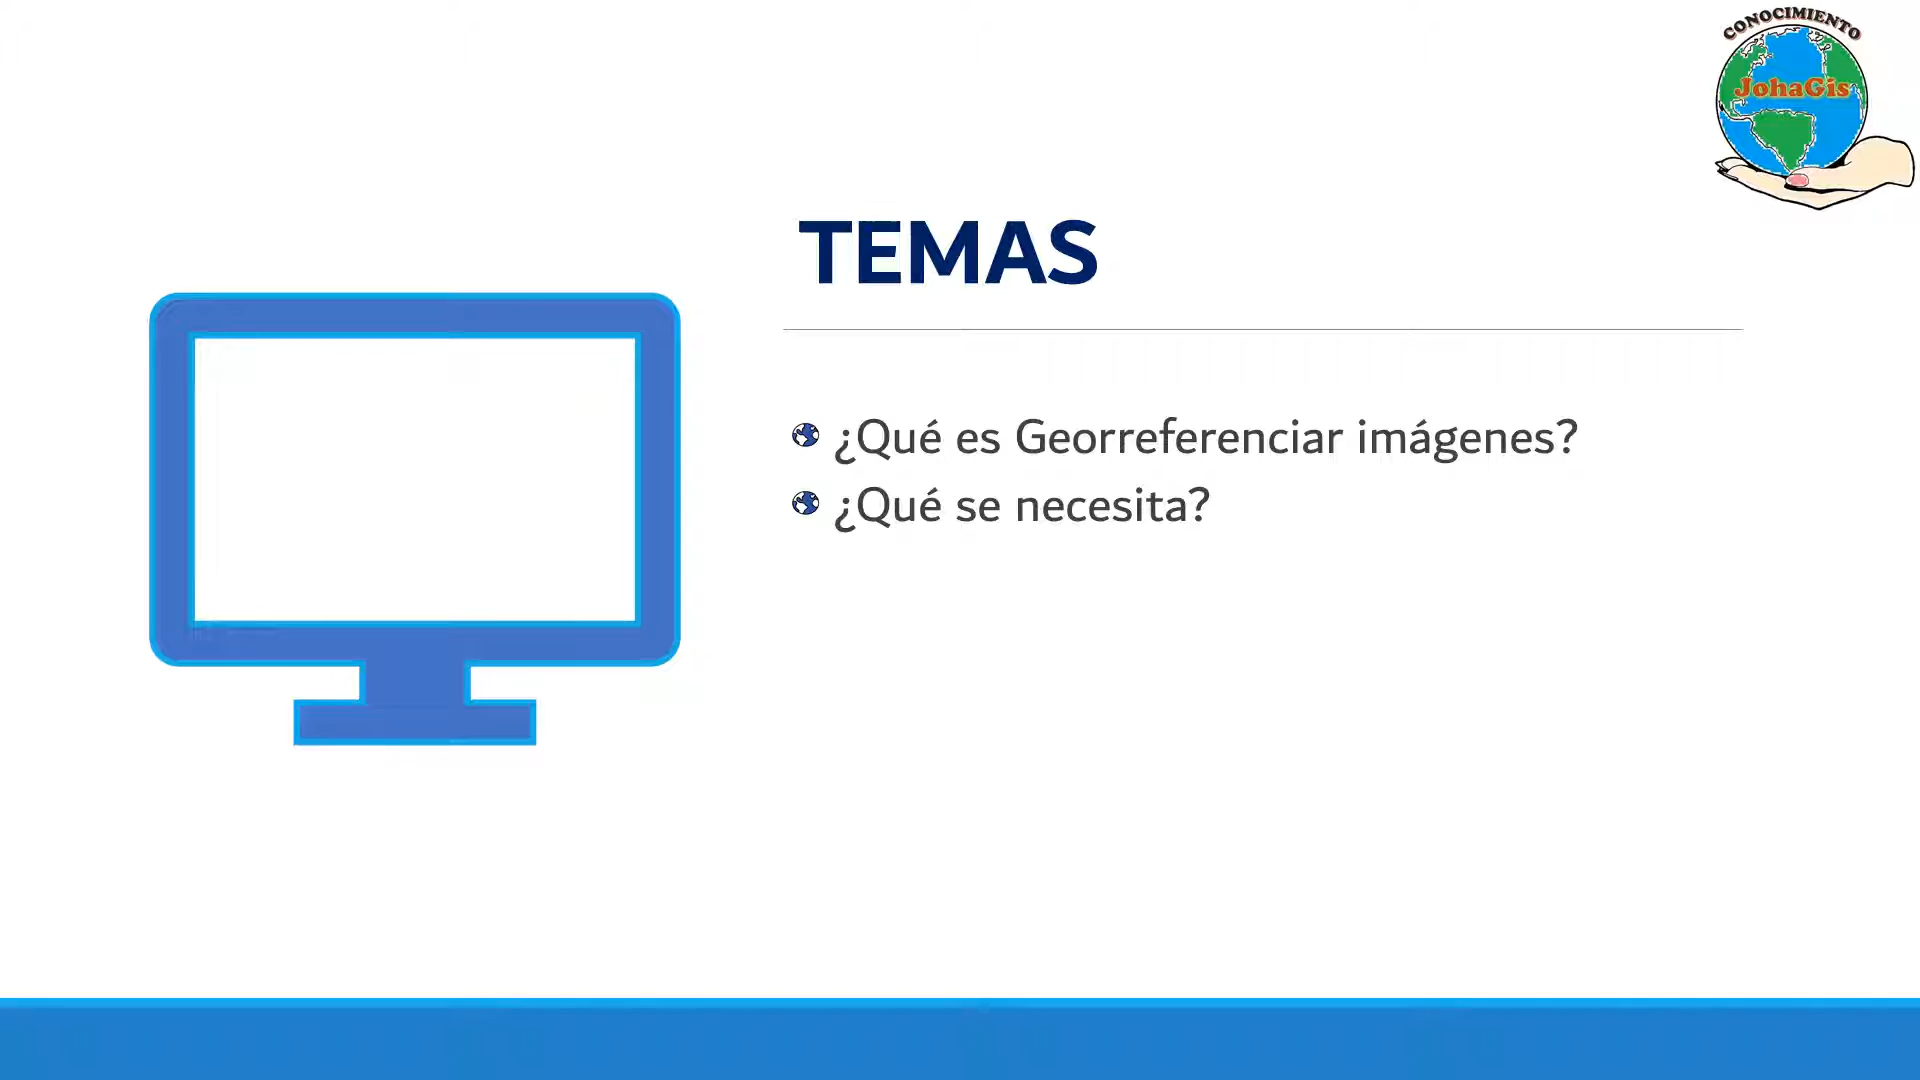 CONOCIMIENTO
JohaGis
TEMAS
¿Qué es Georreferenciar imágenes?
¿Qué se necesita?